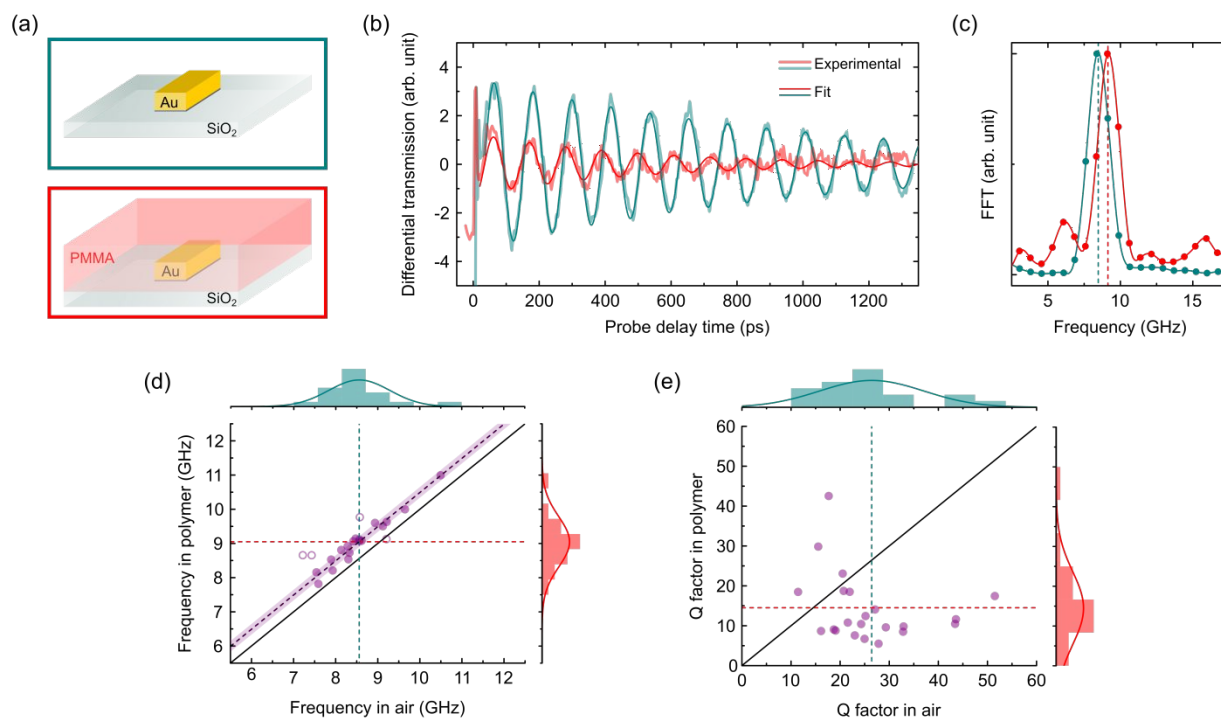 (a)
Au
SiO₂
PMMA
Au
SiO₂
(b)
Differential transmission (arb. unit)
4
2
0
-2
-4
Experimental
Fit
0 200 400 600 800 1000 1200
Probe delay time (ps)
(c)
FFT (arb. unit)
5 10 15
Frequency (GHz)
(d)
Frequency in polymer (GHz)
12
11
10
9
8
7
6
6 7 8 9 10 11 12
Frequency in air (GHz)
(e)
Q factor in polymer
60
50
40
30
20
10
0
0 10 20 30 40 50 60
Q factor in air